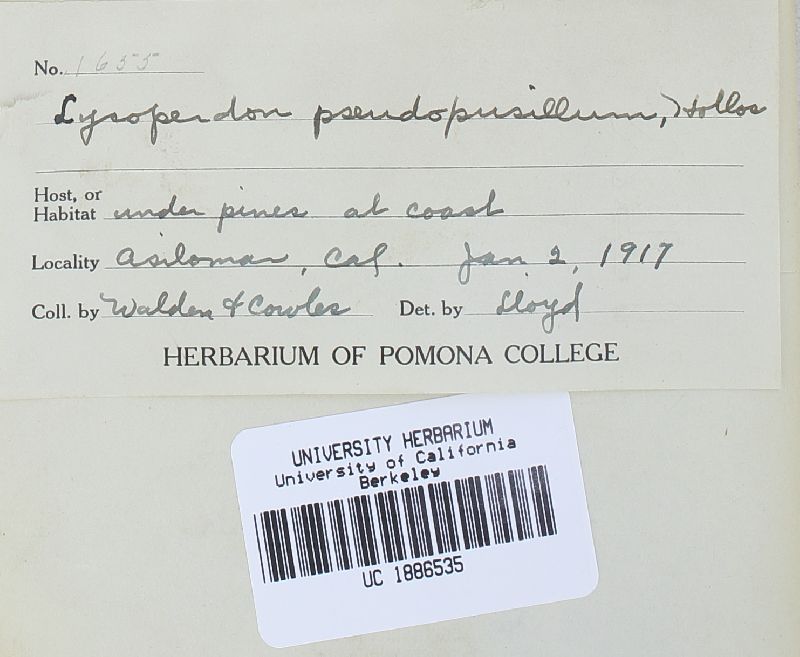 No. 1655
Lycoperdon pseudopusillum, Hollos
Host, or
Habitat under pines at coast
Locality Asilomar, Cal. Jan 2, 1917
Coll. by Walden & Cowles Det. by Lloyd
HERBARIUM OF POMONA COLLEGE
UNIVERSITY HERBARIUM
University of California
Berkeley
UC 1886535